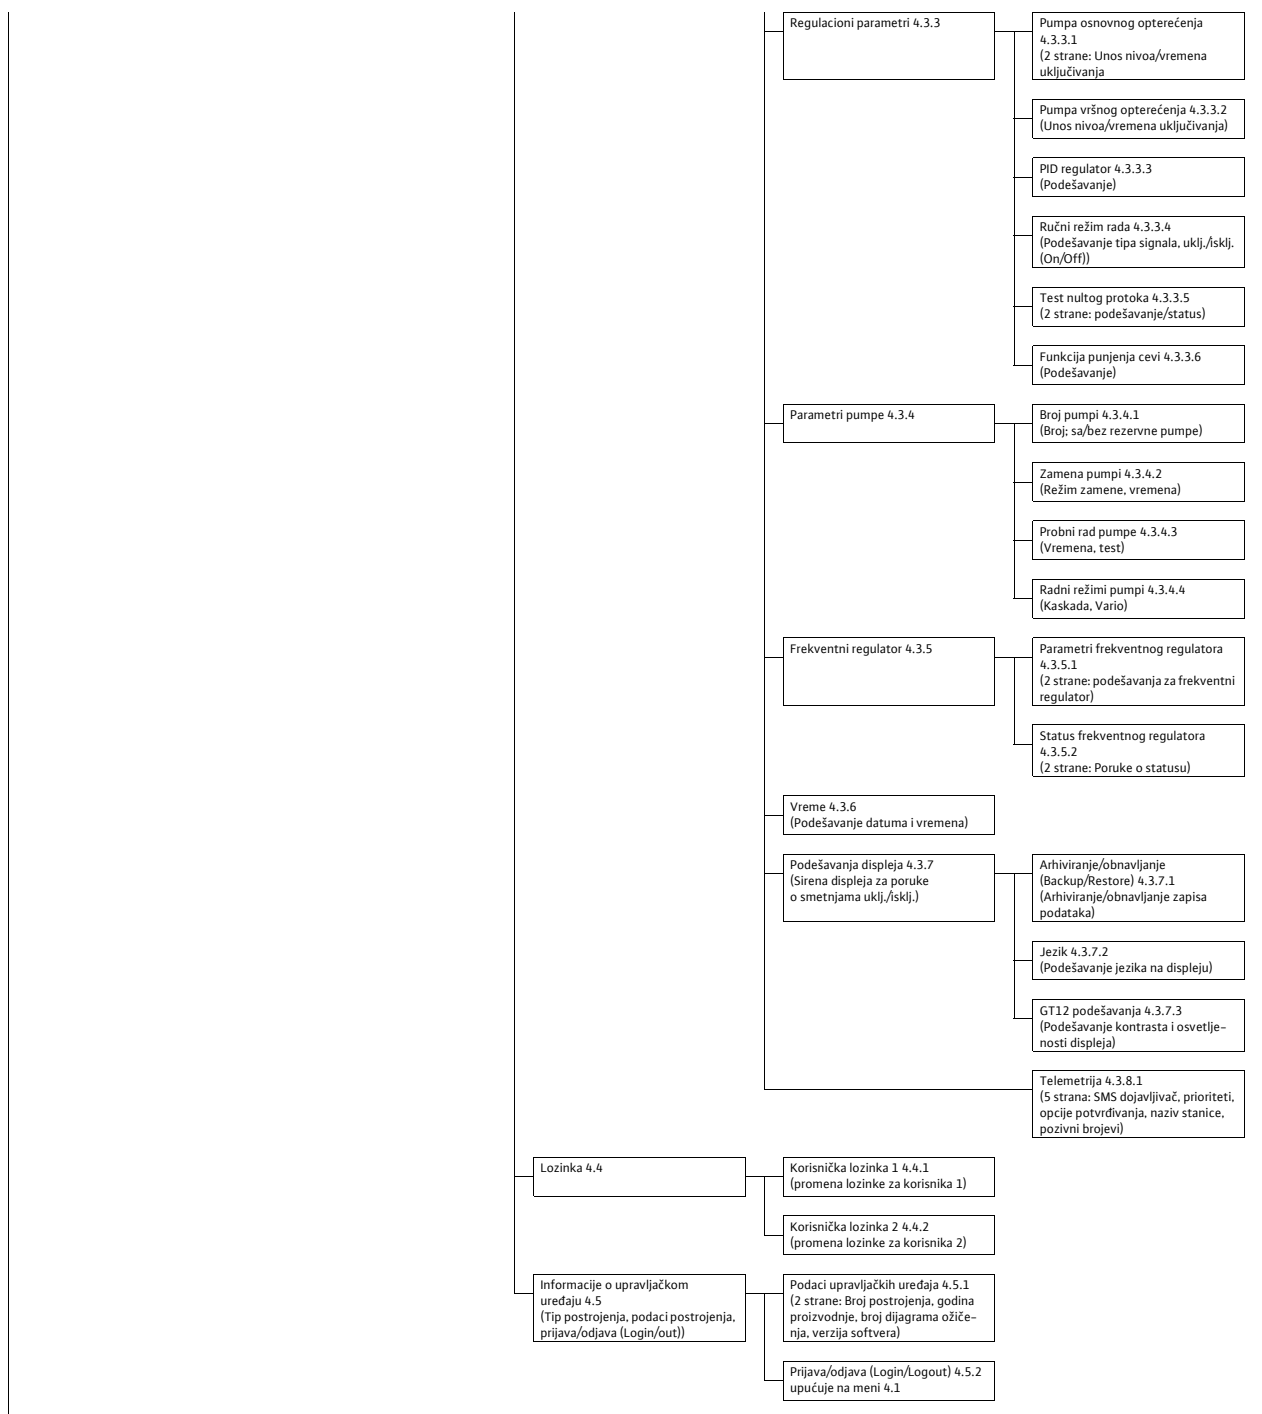 Regulacioni parametri 4.3.3
Pumpa osnovnog opterećenja
4.3.3.1
(2 strane: Unos nivoa/vremena
uključivanja
Pumpa vršnog opterećenja 4.3.3.2
(Unos nivoa/vremena uključivanja)
PID regulator 4.3.3.3
(Podešavanje)
Ručni režim rada 4.3.3.4
(Podešavanje tipa signala, uklj./isklj.
(On/Off))
Test nultog protoka 4.3.3.5
(2 strane: podešavanje/status)
Funkcija punjenja cevi 4.3.3.6
(Podešavanje)
Parametri pumpe 4.3.4
Broj pumpi 4.3.4.1
(Broj; sa/bez rezervne pumpe)
Zamena pumpi 4.3.4.2
(Režim zamene, vremena)
Probni rad pumpe 4.3.4.3
(Vremena, test)
Radni režimi pumpi 4.3.4.4
(Kaskada, Vario)
Frekventni regulator 4.3.5
Parametri frekventnog regulatora
4.3.5.1
(2 strane: podešavanja za frekventni
regulator)
Status frekventnog regulatora
4.3.5.2
(2 strane: Poruke o statusu)
Vreme 4.3.6
(Podešavanje datuma i vremena)
Podešavanja displeja 4.3.7
(Sirena displeja za poruke
o smetnjama uklj./isklj.)
Arhiviranje/obnavljanje
(Backup/Restore) 4.3.7.1
(Arhiviranje/obnavljanje zapisa
podataka)
Jezik 4.3.7.2
(Podešavanje jezika na displeju)
GT12 podešavanja 4.3.7.3
(Podešavanje kontrasta i osvetlje-
nosti displeja)
Telemetrija 4.3.8.1
(5 strana: SMS dojavljivač, prioriteti,
opcije potvrđivanja, naziv stanice,
pozivni brojevi)
Lozinka 4.4
Korisnička lozinka 1 4.4.1
(promena lozinke za korisnika 1)
Korisnička lozinka 2 4.4.2
(promena lozinke za korisnika 2)
Informacije o upravljačkom
uređaju 4.5
(Tip postrojenja, podaci postrojenja,
prijava/odjava (Login/out))
Podaci upravljačkih uređaja 4.5.1
(2 strane: Broj postrojenja, godina
proizvodnje, broj dijagrama ožiče-
nja, verzija softvera)
Prijava/odjava (Login/Logout) 4.5.2
upućuje na meni 4.1